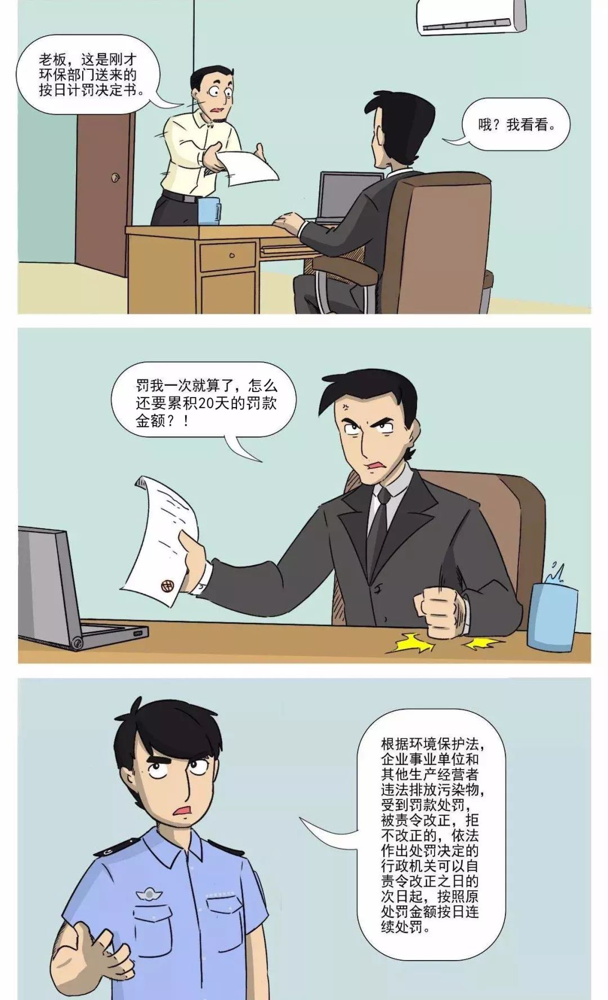 老板，这是刚才
环保部门送来的
按日计罚决定书。
哦？我看看。
罚我一次就算了，怎么
还要累积20天的罚款
金额？！
根据环境保护法，
企业事业单位和
其他生产经营者
违法排放污染物，
受到罚款处罚，
被责令改正，拒
不改正的，依法
作出处罚决定的
行政机关可以自
责令改正之日的
次日起，按照原
处罚金额按日连
续处罚。